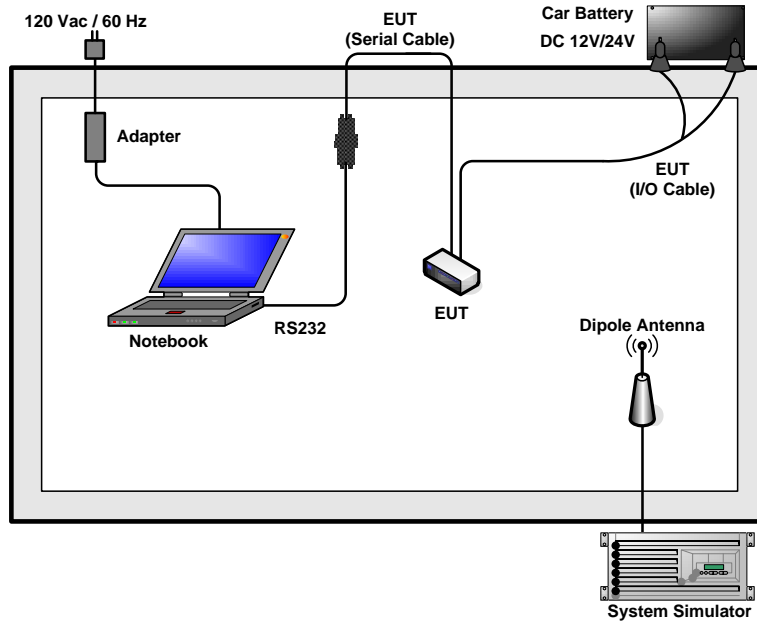 120 Vac / 60 Hz
EUT
(Serial Cable)
Car Battery
DC 12V/24V
Adapter
EUT
(I/O Cable)
EUT
RS232
Notebook
Dipole Antenna
System Simulator